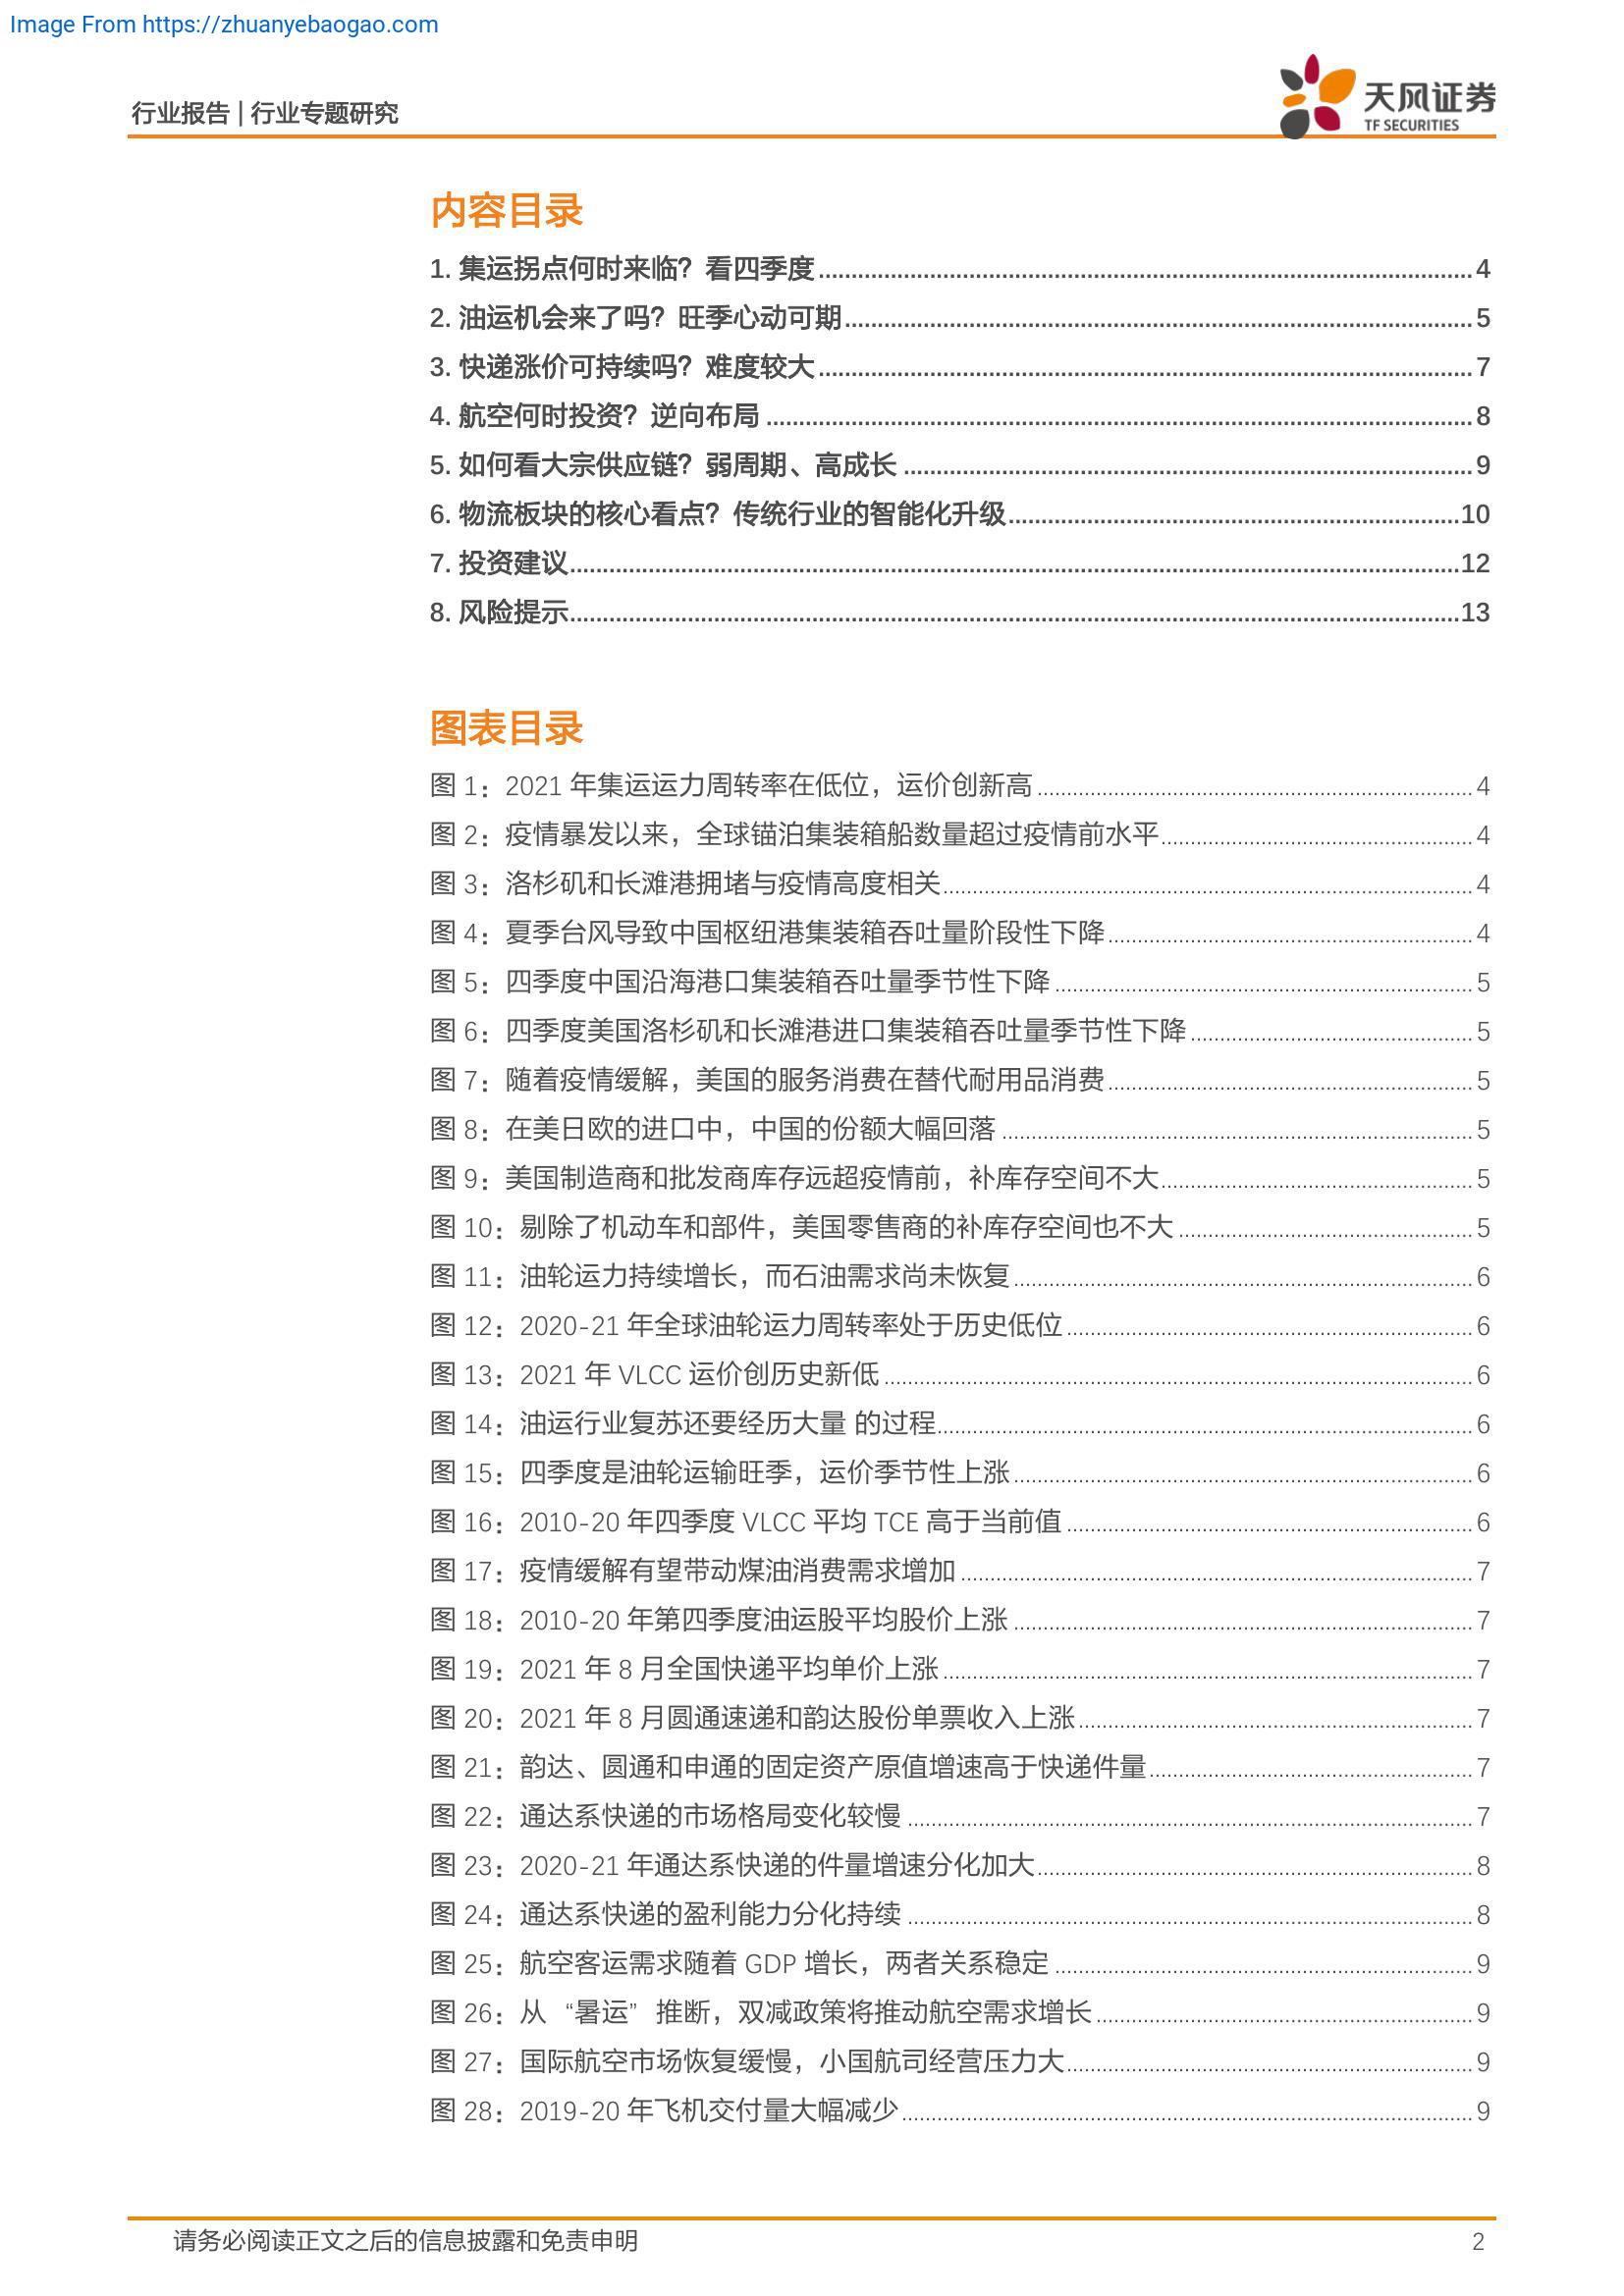 Image From https://zhuanyebaogao.com
行业报告 | 行业专题研究
天风证券
TF SECURITIES
内容目录
1. 集运拐点何时来临？看四季度 4
2. 油运机会来了吗？旺季心动可期 5
3. 快递涨价可持续吗？难度较大 7
4. 航空何时投资？逆向布局 8
5. 如何看大宗供应链？弱周期、高成长 9
6. 物流板块的核心看点？传统行业的智能化升级 10
7. 投资建议 12
8. 风险提示 13
图表目录
图 1：2021 年集运运力周转率在低位，运价创新高 4
图 2：疫情暴发以来，全球锚泊集装箱船数量超过疫情前水平 4
图 3：洛杉矶和长滩港拥堵与疫情高度相关 4
图 4：夏季台风导致中国枢纽港集装箱吞吐量阶段性下降 4
图 5：四季度中国沿海港口集装箱吞吐量季节性下降 5
图 6：四季度美国洛杉矶和长滩港进口集装箱吞吐量季节性下降 5
图 7：随着疫情缓解，美国的服务消费在替代耐用品消费 5
图 8：在美日欧的进口中，中国的份额大幅回落 5
图 9：美国制造商和批发商库存远超疫情前，补库存空间不大 5
图 10：剔除了机动车和部件，美国零售商的补库存空间也不大 5
图 11：油轮运力持续增长，而石油需求尚未恢复 6
图 12：2020-21 年全球油轮运力周转率处于历史低位 6
图 13：2021 年 VLCC 运价创历史新低 6
图 14：油运行业复苏还要经历大量 的过程 6
图 15：四季度是油轮运输旺季，运价季节性上涨 6
图 16：2010-20 年四季度 VLCC 平均 TCE 高于当前值 6
图 17：疫情缓解有望带动煤油消费需求增加 7
图 18：2010-20 年第四季度油运股平均股价上涨 7
图 19：2021 年 8 月全国快递平均单价上涨 7
图 20：2021 年 8 月圆通速递和韵达股份单票收入上涨 7
图 21：韵达、圆通和申通的固定资产原值增速高于快递件量 7
图 22：通达系快递的市场格局变化较慢 7
图 23：2020-21 年通达系快递的件量增速分化加大 8
图 24：通达系快递的盈利能力分化持续 8
图 25：航空客运需求随着 GDP 增长，两者关系稳定 9
图 26：从“暑运”推断，双减政策将推动航空需求增长 9
图 27：国际航空市场恢复缓慢，小国航司经营压力大 9
图 28：2019-20 年飞机交付量大幅减少 9
请务必阅读正文之后的信息披露和免责申明 2